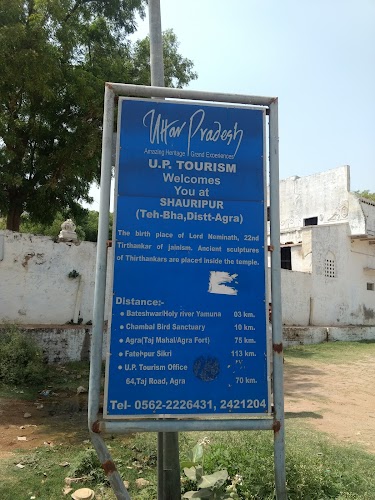 Uttar Pradesh
Amazing Heritage Grand Experiences
U.P. TOURISM
Welcomes
You at
SHAURIPUR
(Teh-Bha,Distt-Agra)
The birth place of Lord Neminath, 22nd
Tirthankar of jainism. Ancient sculptures
of Thirthankars are placed inside the temple.
Distance:-
• Bateshwar/Holy river Yamuna 03 km.
• Chambal Bird Sanctuary 10 km.
• Agra(Taj Mahal/Agra Fort) 75 km.
• Fatehpur Sikri 113 km.
• U.P. Tourism Office
64,Taj Road, Agra 70 km.
Tel- 0562-2226431, 2421204